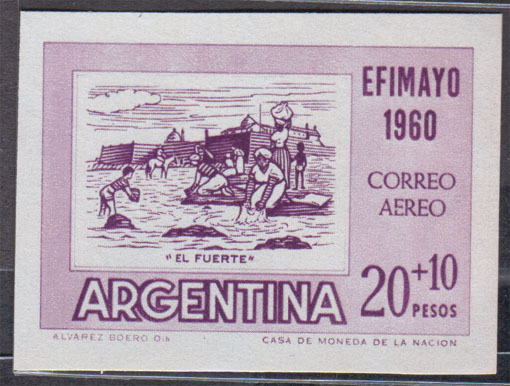 EFIMAYO
1960
CORREO
AEREO
"EL FUERTE"
ARGENTINA
20+10
PESOS
ALVAREZ BOERO Dib
CASA DE MONEDA DE LA NACION